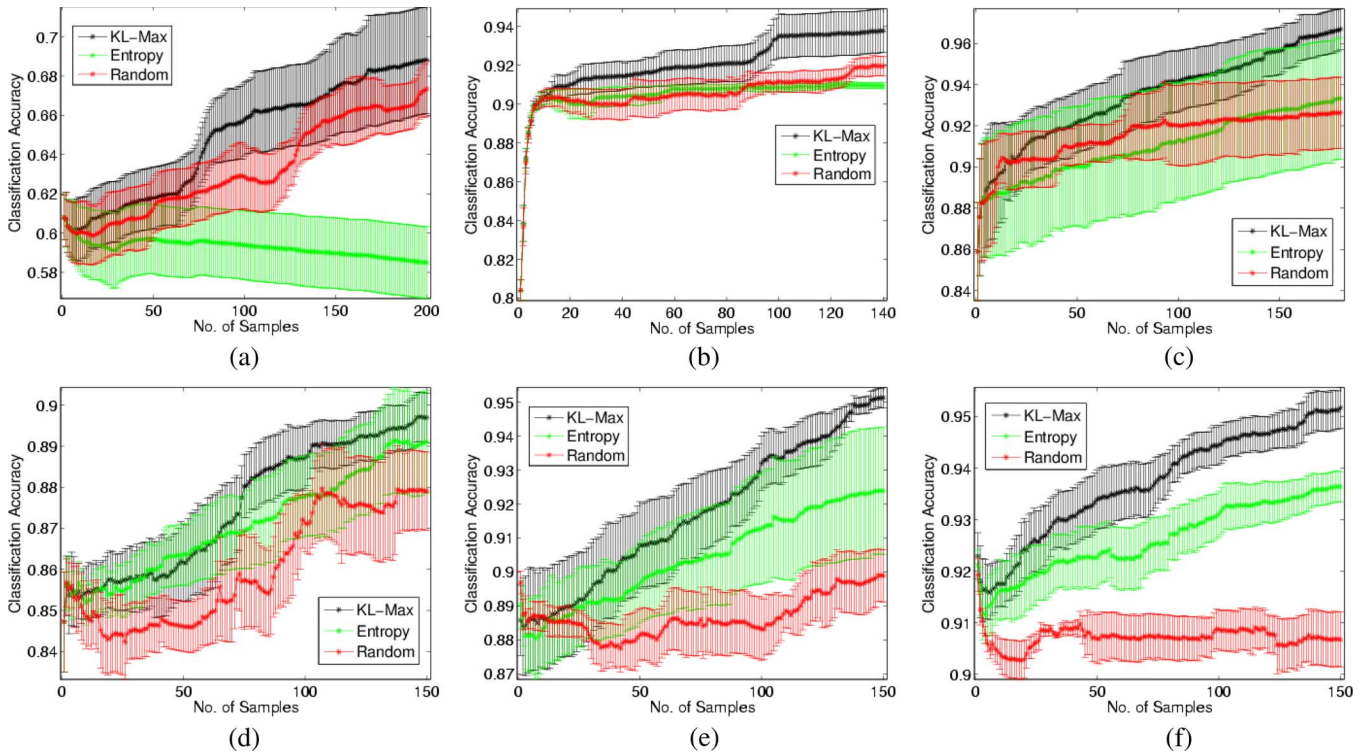 Classification Accuracy
0.7
0.68
0.66
0.64
0.62
0.6
0.58
KL-Max
Entropy
Random
0 50 100 150 200
No. of Samples
(a)
Classification Accuracy
0.94
0.92
0.9
0.88
0.86
0.84
0.82
0.8
KL-Max
Entropy
Random
0 20 40 60 80 100 120 140
No. of Samples
(b)
Classification Accuracy
0.96
0.94
0.92
0.9
0.88
0.86
0.84
KL-Max
Entropy
Random
0 50 100 150
No. of Samples
(c)
Classification Accuracy
0.9
0.89
0.88
0.87
0.86
0.85
0.84
KL-Max
Entropy
Random
0 50 100 150
No. of Samples
(d)
Classification Accuracy
0.95
0.94
0.93
0.92
0.91
0.9
0.89
0.88
0.87
KL-Max
Entropy
Random
0 50 100 150
No. of Samples
(e)
Classification Accuracy
0.95
0.94
0.93
0.92
0.91
0.9
KL-Max
Entropy
Random
0 50 100 150
No. of Samples
(f)